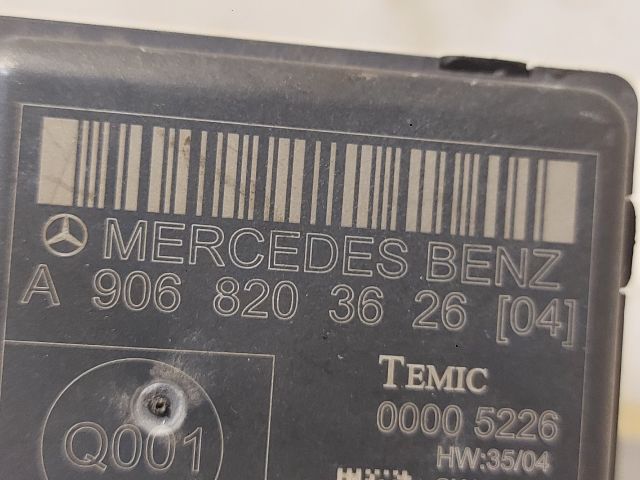 MERCEDES BENZ
A 906 820 36 26 [04]
TEMIC
0000 5226
Q001
HW:35/04